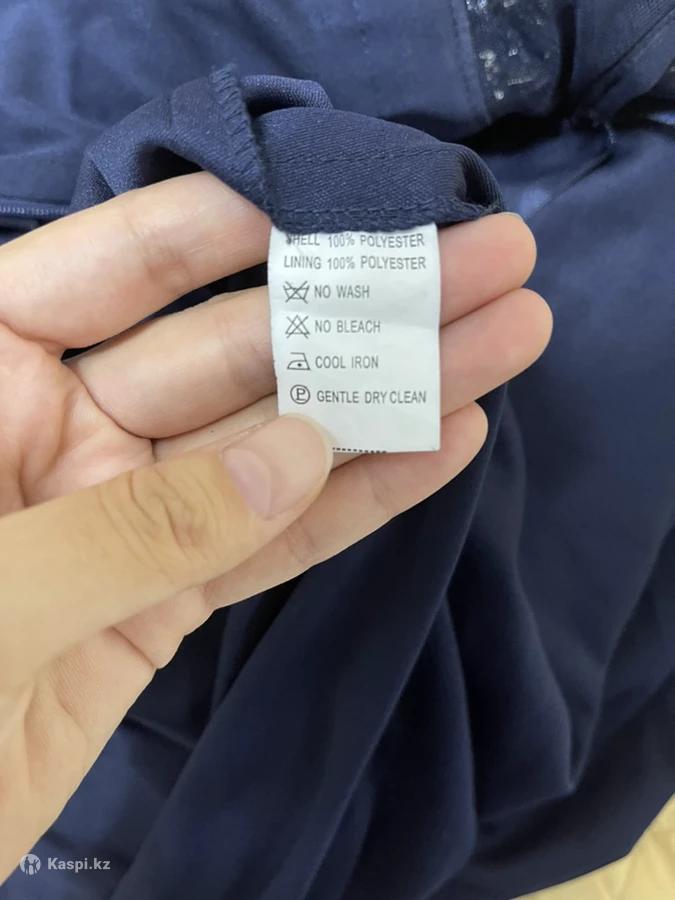 SHELL 100% POLYESTER
LINING 100% POLYESTER
NO WASH
NO BLEACH
COOL IRON
P GENTLE DRY CLEAN
Kaspi.kz